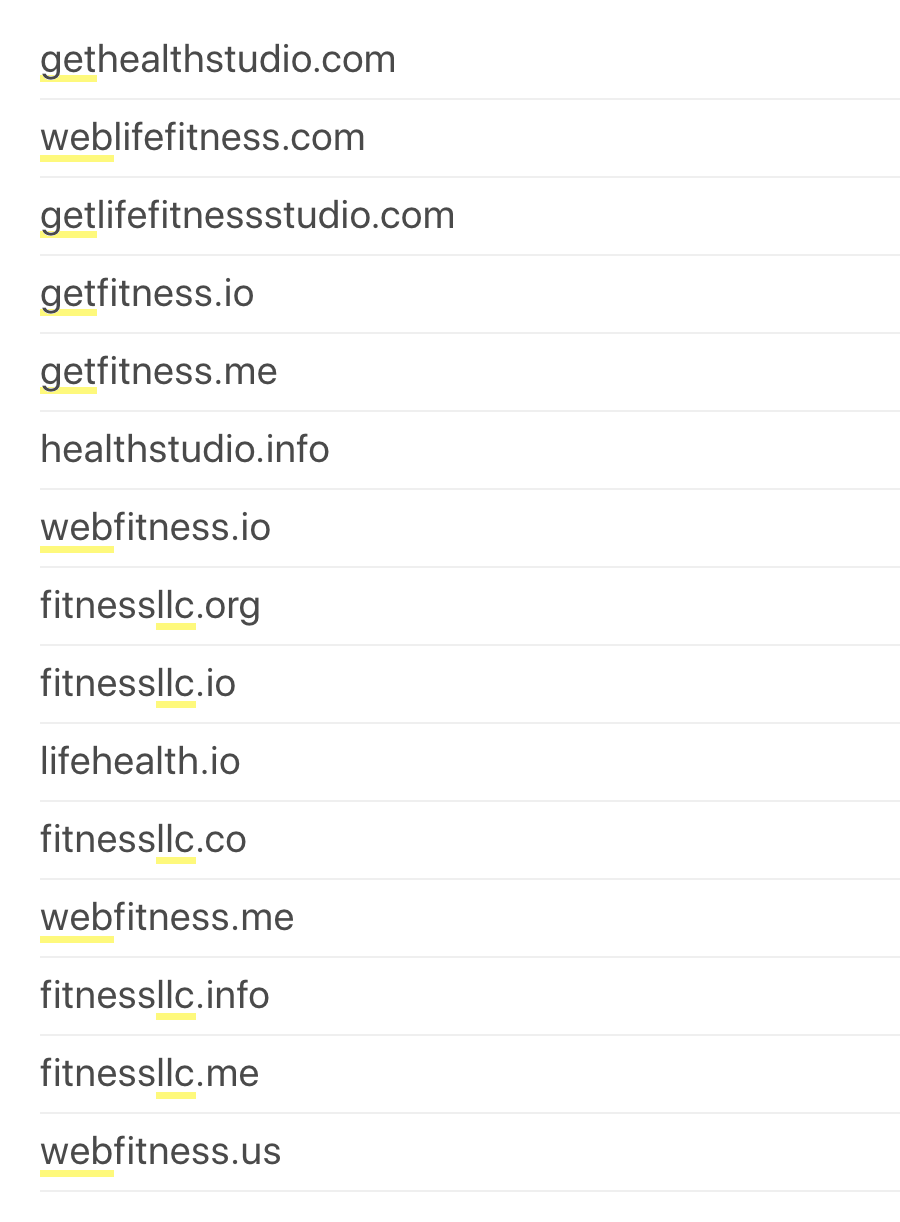 gethealthstudio.com
weblifefitness.com
getlifefitnessstudio.com
getfitness.io
getfitness.me
healthstudio.info
webfitness.io
fitnessllc.org
fitnessllc.io
lifehealth.io
fitnessllc.co
webfitness.me
fitnessllc.info
fitnessllc.me
webfitness.us